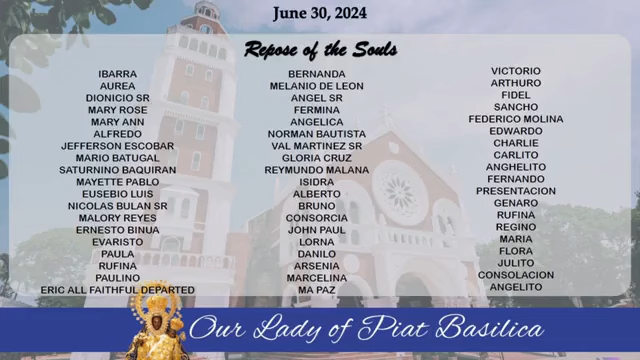 June 30, 2024
Repose of the Souls
IBARRA
AUREA
DIONICIO SR
MARY ROSE
MARY ANN
ALFREDO
JEFFERSON ESCOBAR
MARIO BATUGAL
SATURNINO BAQUIRAN
MAYETTE PABLO
EUSEBIO LUIS
NICOLAS BULAN SR
MALORY REYES
ERNESTO BINUA
EVARISTO
PAULA
RUFINA
PAULINO
ERIC ALL FAITHFUL DEPARTED
BERNANDA
MELANIO DE LEON
ANGEL SR
FERMINA
ANGELICA
NORMAN BAUTISTA
VAL MARTINEZ SR
GLORIA CRUZ
REYMUNDO MALANA
ISIDRA
ALBERTO
BRUNO
CONSORCIA
JOHN PAUL
LORNA
DANILO
ARSENIA
MARCELINA
MA PAZ
VICTORIO
ARTHURO
FIDEL
SANCHO
FEDERICO MOLINA
EDWARDO
CHARLIE
CARLITO
ANGHELITO
FERNANDO
PRESENTACION
GENARO
RUFINA
REGINO
MARIA
FLORA
JULITO
CONSOLACION
ANGELITO
Our Lady of Piat Basilica